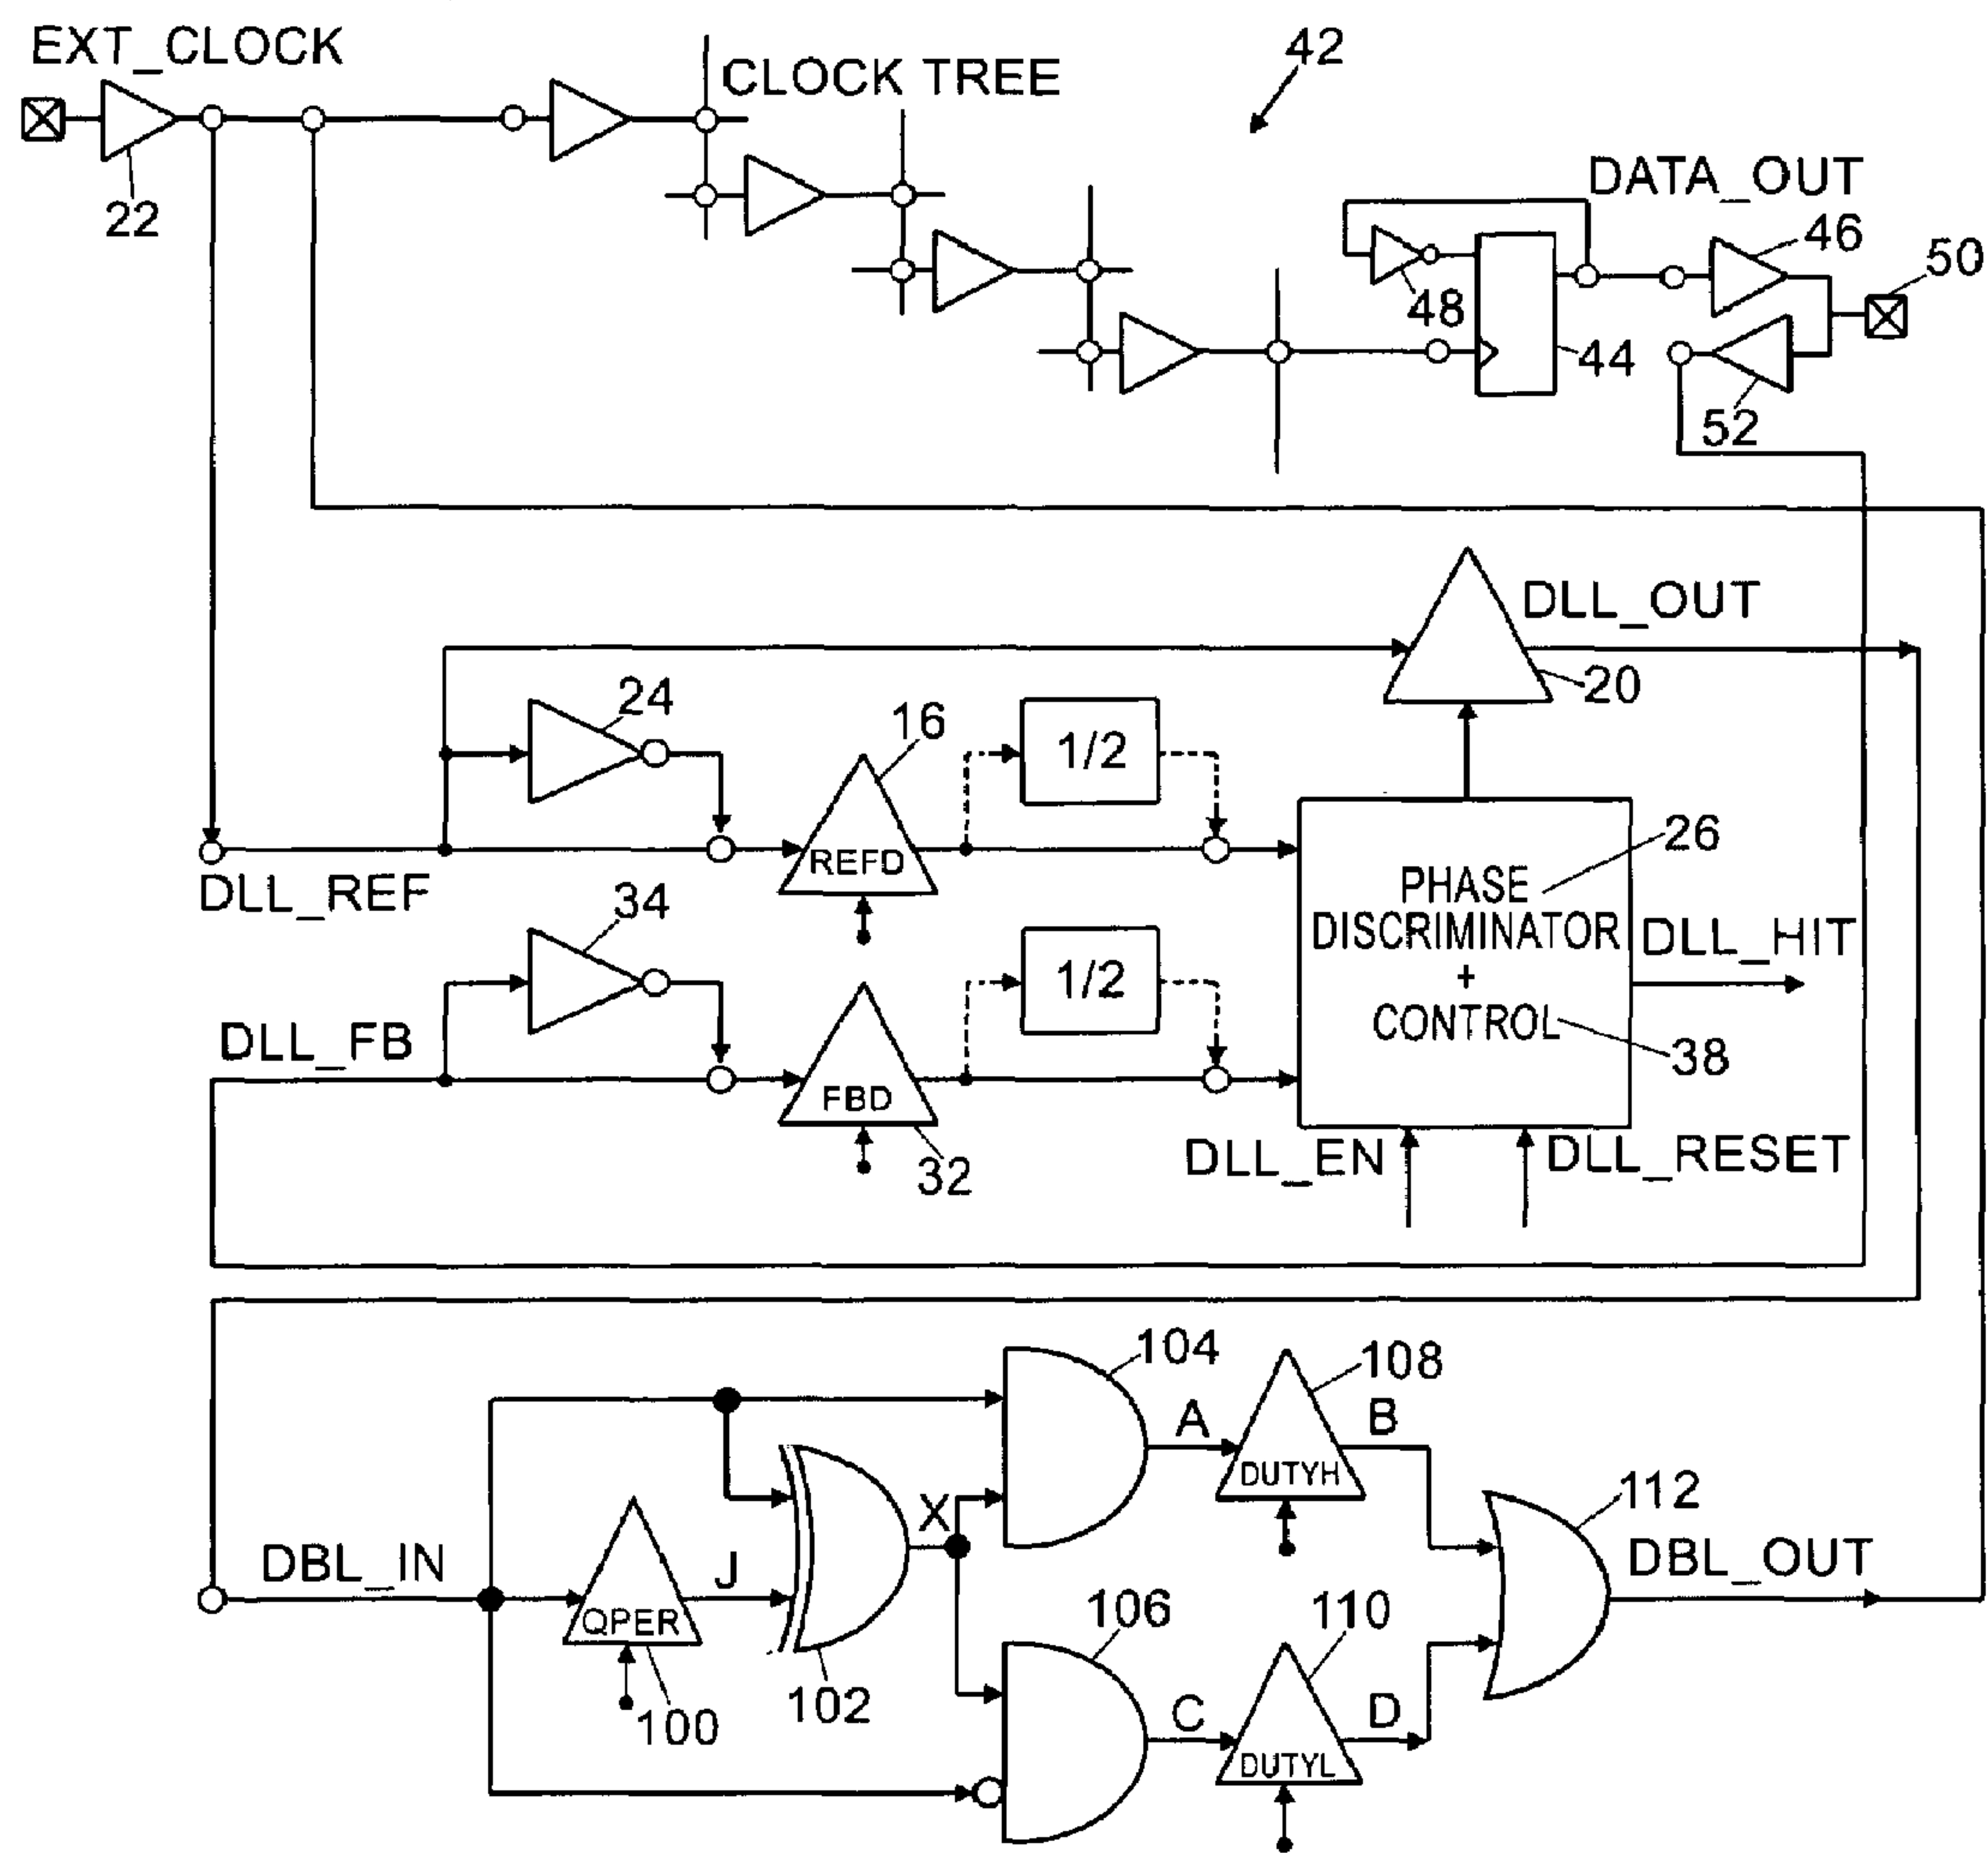 EXT_CLOCK
CLOCK TREE
42
22
DATA_OUT
46
50
48
44
52
DLL_OUT
20
24
16
1/2
REFD
DLL_REF
26
PHASE
DISCRIMINATOR
+
CONTROL
DLL_HIT
38
34
1/2
DLL_FB
FBD
32
DLL_EN
DLL_RESET
104
108
A
B
DUTYH
112
X
DBL_IN
J
QPER
DBL_OUT
100
102
106
110
C
D
DUTYL